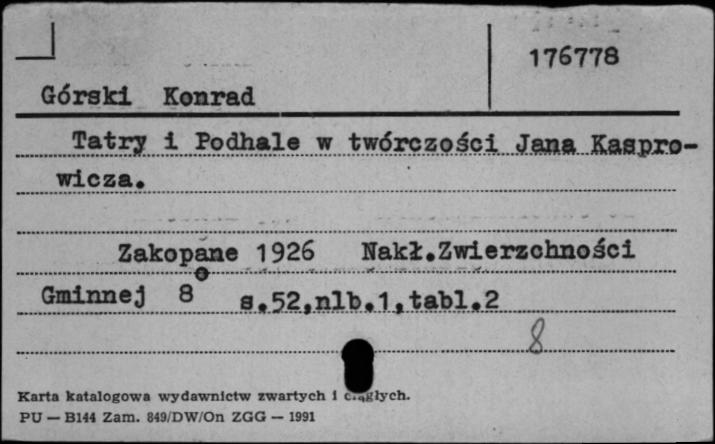 176778
Górski Konrad
Tatry i Podhale w twórczości Jana Kaspro-
wicza.
Zakopane 1926 Nakł.Zwierzchności
Gminnej 8° s.52,nlb.1,tabl.2
8
Karta katalogowa wydawnictw zwartych i ciągłych.
PU — B144 Zam. 849/DW/On ZGG — 1991